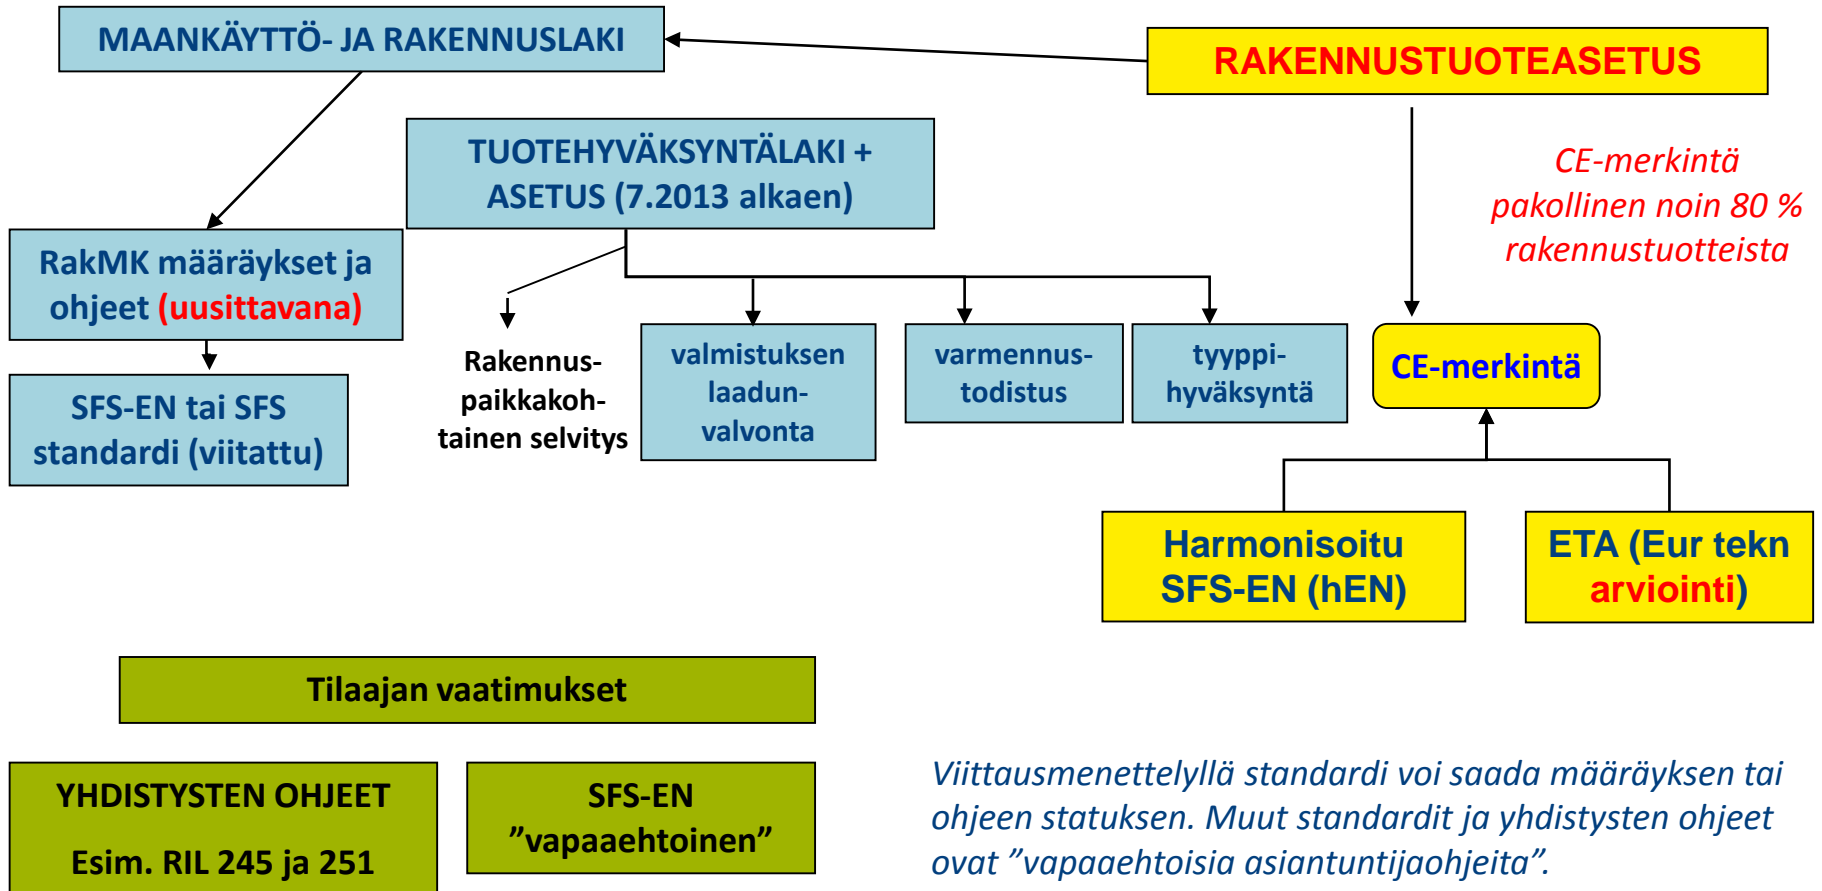 MAANKÄYTTÖ- JA RAKENNUSLAKI
RAKENNUSTUOTEASETUS
TUOTEHYVÄKSYNTÄLAKI +
ASETUS (7.2013 alkaen)
CE-merkintä
pakollinen noin 80 %
rakennustuotteista
RakMK määräykset ja
ohjeet (uusittavana)
SFS-EN tai SFS
standardi (viitattu)
Rakennus-
paikkakoh-
tainen selvitys
valmistuksen
laadun-
valvonta
varmennus-
todistus
tyyppi-
hyväksyntä
CE-merkintä
Harmonisoitu
SFS-EN (hEN)
ETA (Eur tekn
arviointi)
Tilaajan vaatimukset
YHDISTYSTEN OHJEET
Esim. RIL 245 ja 251
SFS-EN
”vapaaehtoinen”
Viittausmenettelyllä standardi voi saada määräyksen tai
ohjeen statuksen. Muut standardit ja yhdistysten ohjeet
ovat ”vapaaehtoisia asiantuntijaohjeita”.